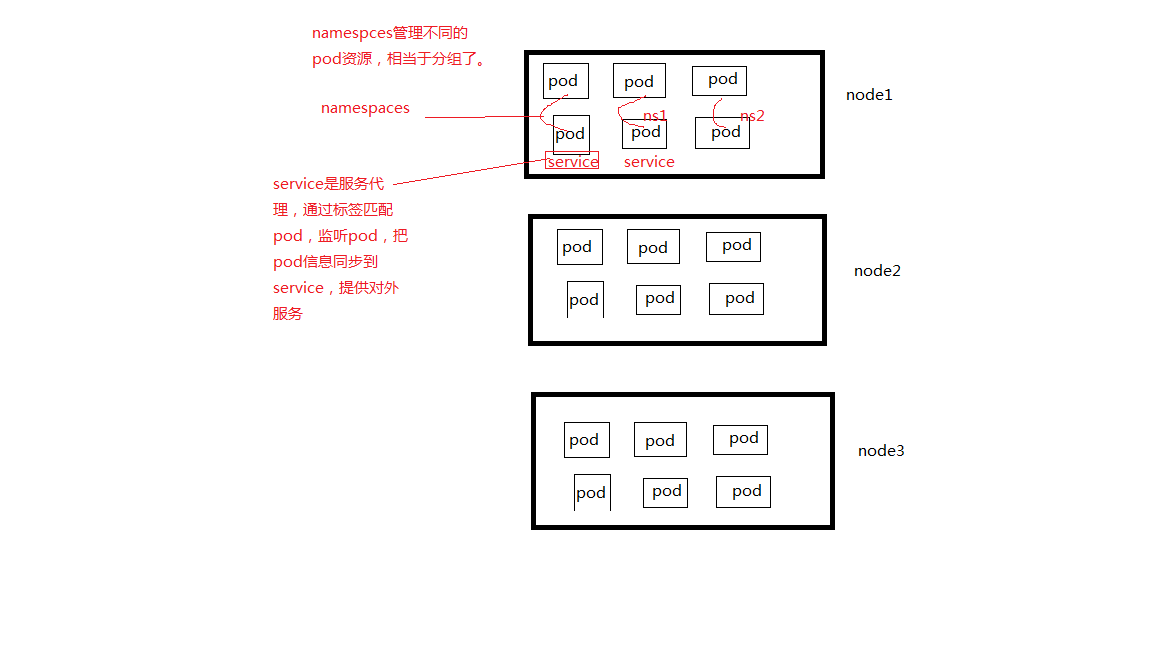 namespces管理不同的
pod资源，相当于分组了。
namespaces
service是服务代
理，通过标签匹配
pod，监听pod，把
pod信息同步到
service，提供对外
服务
pod pod pod
ns1 ns2
pod pod pod
service service
node1
pod pod pod
pod pod pod
node2
pod pod pod
pod pod pod
node3